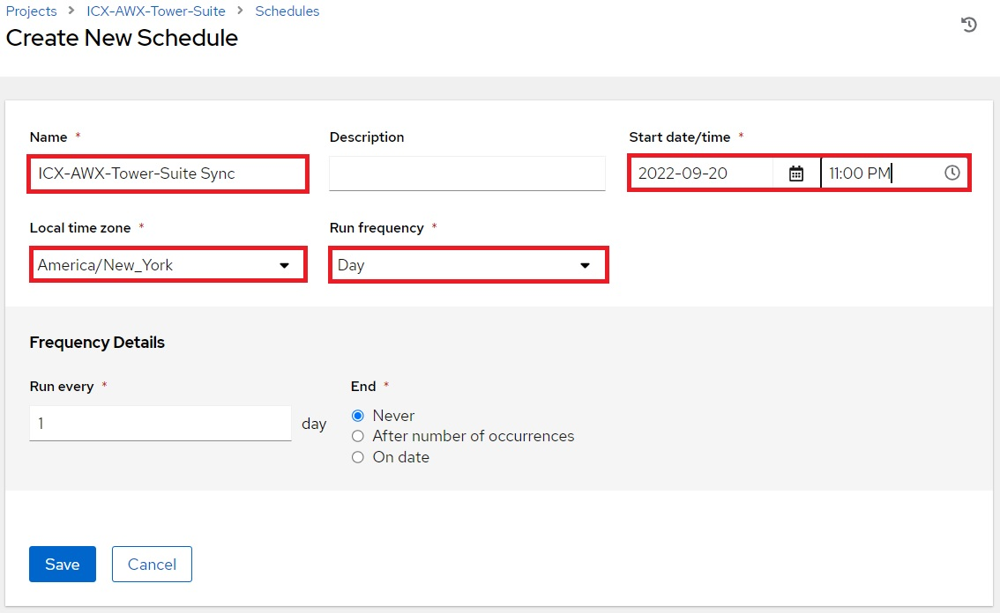 Projects > ICX-AWX-Tower-Suite > Schedules
Create New Schedule
Name * Description Start date/time *
ICX-AWX-Tower-Suite Sync 2022-09-20 11:00 PM
Local time zone * Run frequency *
America/New_York Day
Frequency Details
Run every * End *
1 day
Never
After number of occurrences
On date
Save Cancel